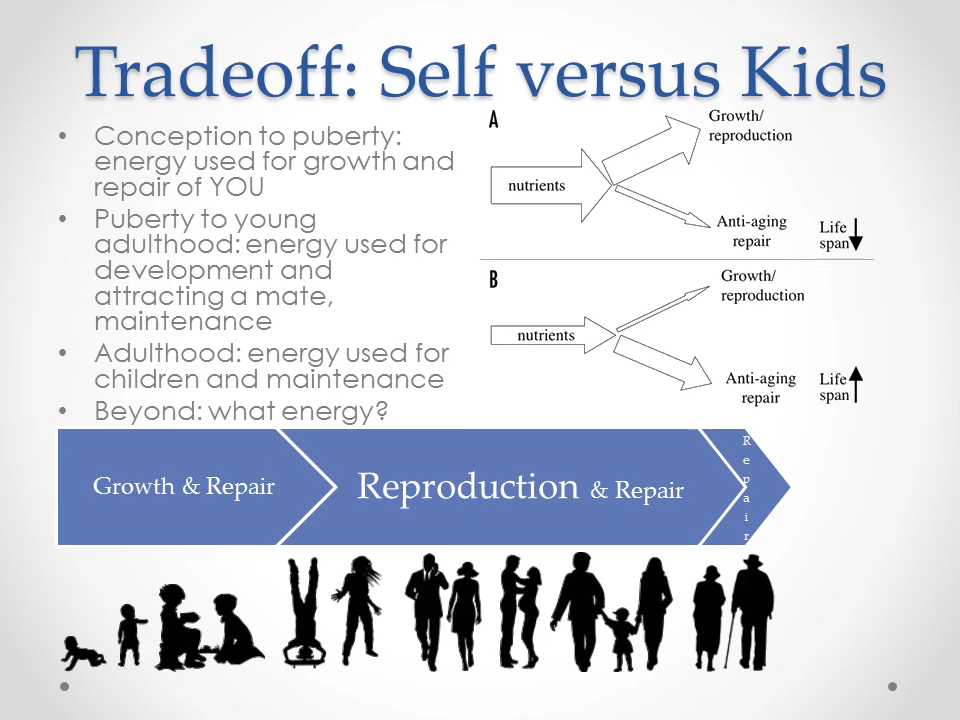 Tradeoff: Self versus Kids
• Conception to puberty:
energy used for growth and
repair of YOU
• Puberty to young
adulthood: energy used for
development and
attracting a mate,
maintenance
• Adulthood: energy used for
children and maintenance
• Beyond: what energy?
A
Growth/
reproduction
nutrients
Anti-aging
repair
Life
span
B
Growth/
reproduction
nutrients
Anti-aging
repair
Life
span
Growth & Repair
Reproduction & Repair
R
e
p
a
i
r